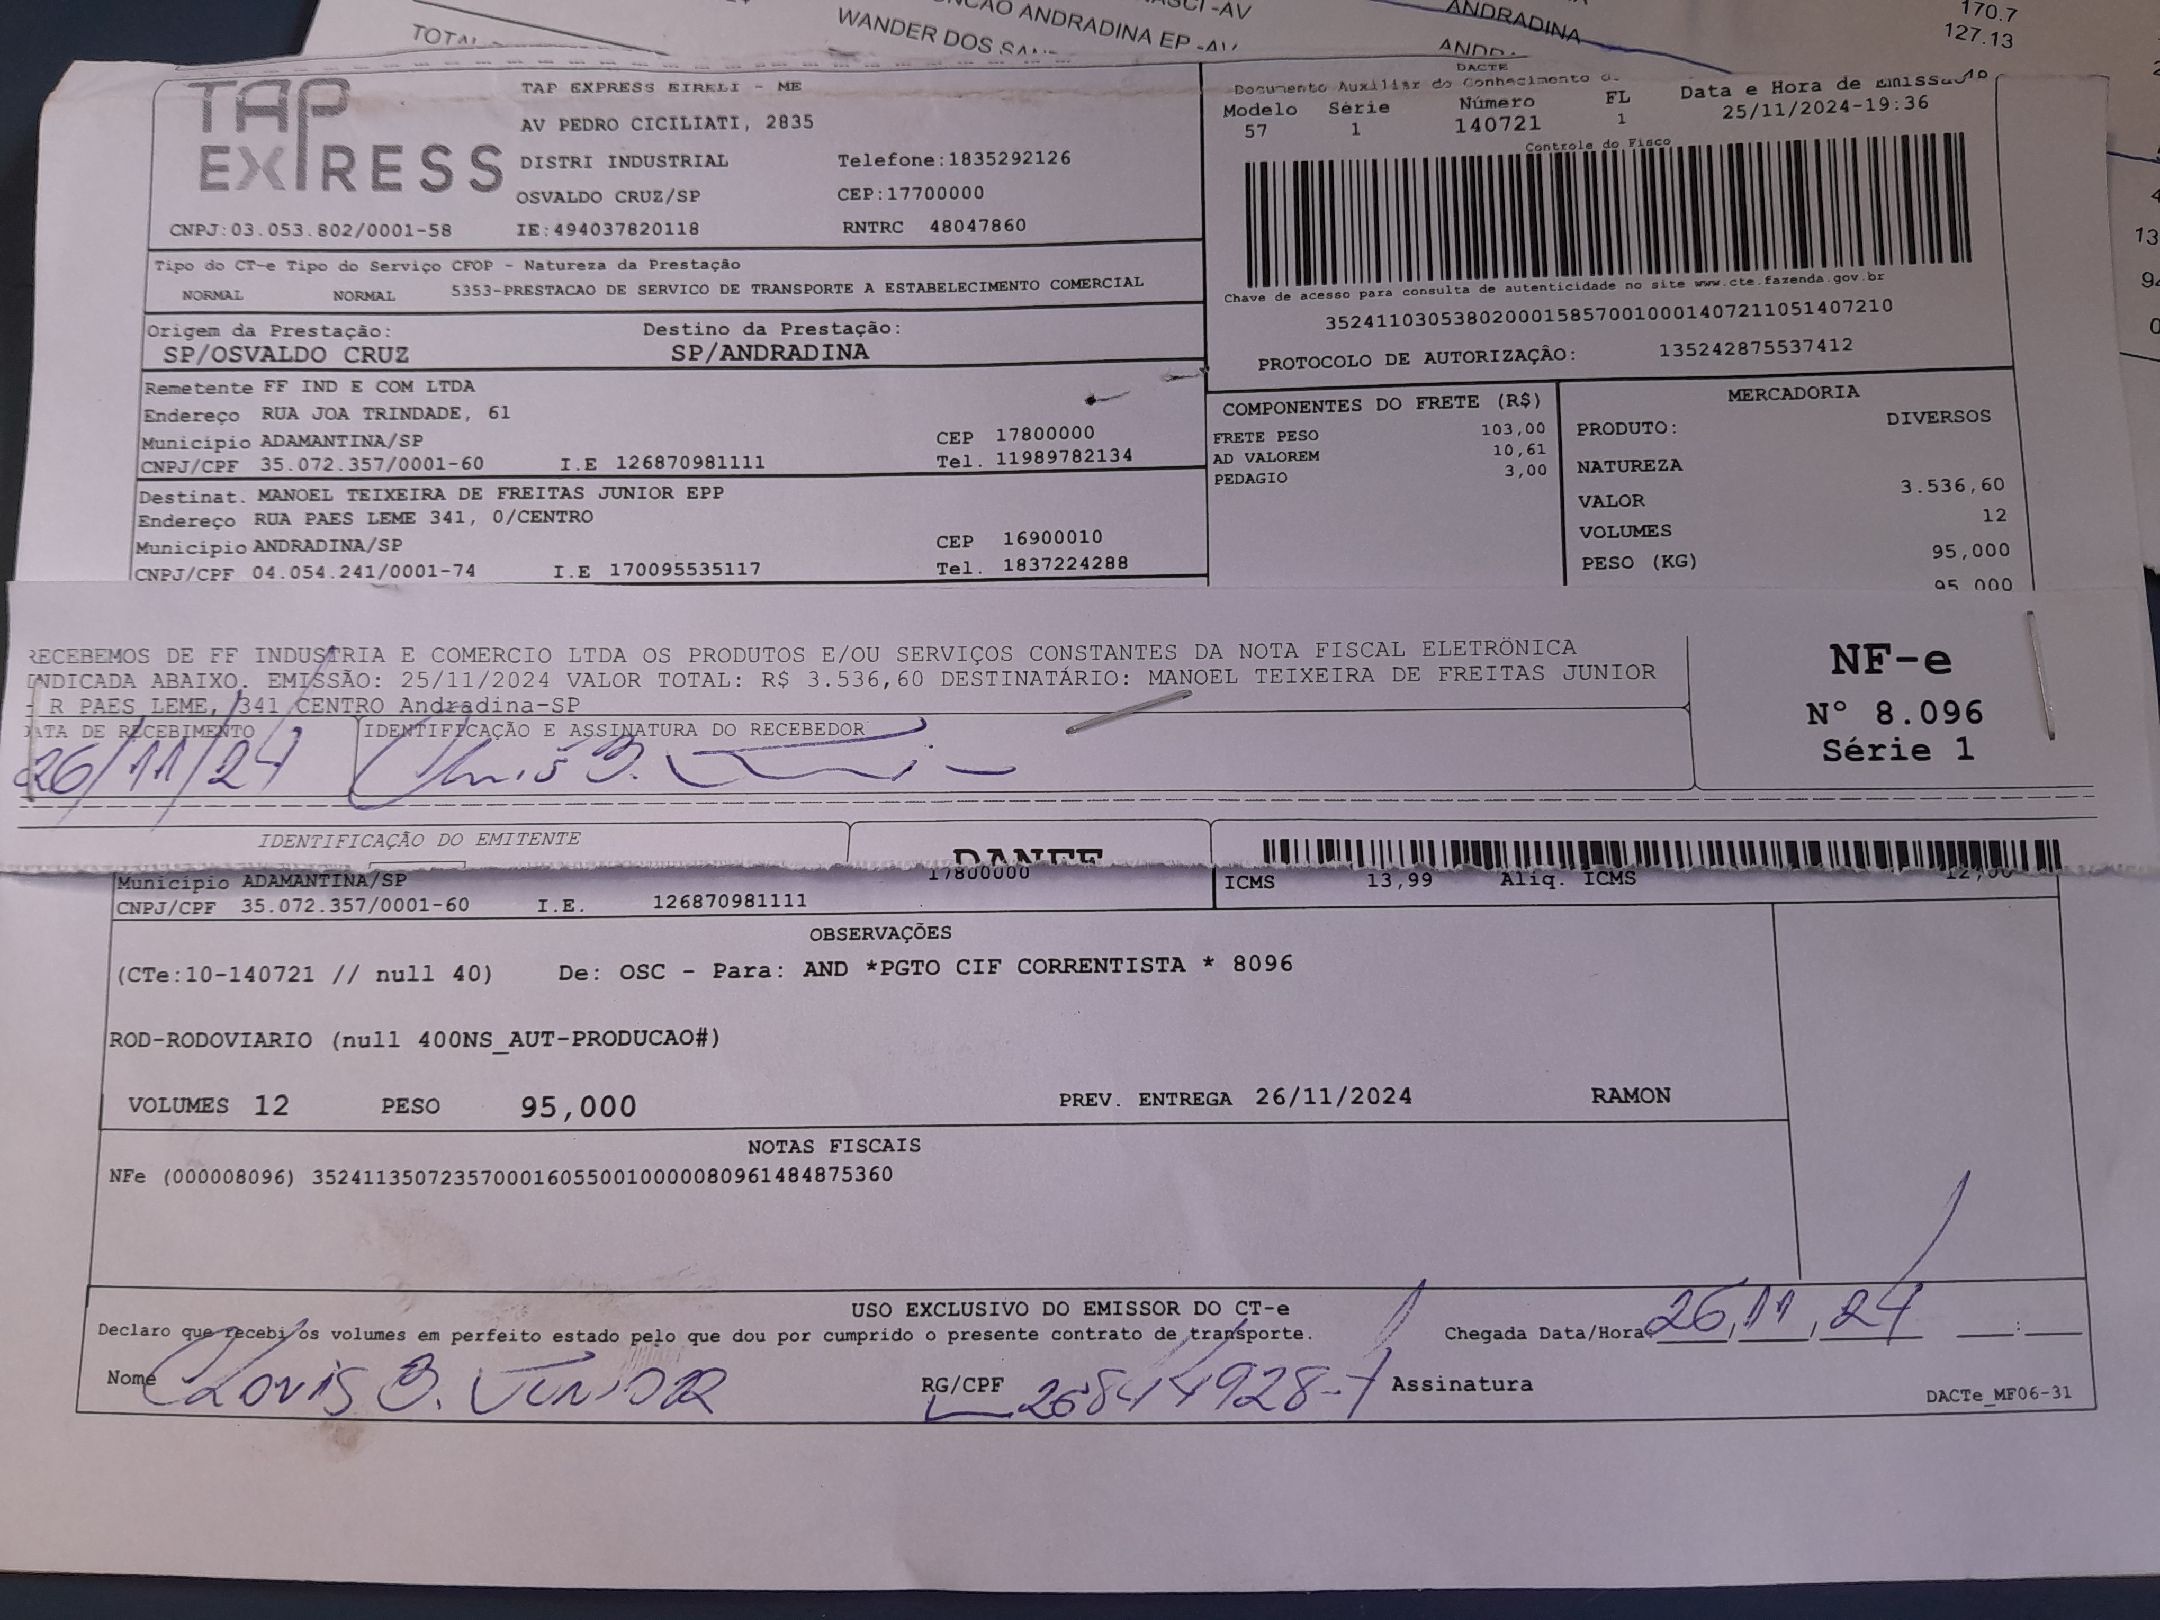 TOTAL
WANDER DOS SAN
ANDRADINA EP -AV
ANDRADINA
170.7
127.13
TAP EXPRESS
TAP EXPRESS EIRELI - ME
AV PEDRO CICILIATI, 2835
DISTRI INDUSTRIAL Telefone:1835292126
OSVALDO CRUZ/SP CEP:17700000
CNPJ:03.053.802/0001-58 IE:494037820118 RNTRC 48047860
DACTE
Documento Auxiliar do Conhecimento
Modelo Série Número FL Data e Hora de Emissão
57 1 140721 1 25/11/2024-19:36
Controle do Fisco
Chave de acesso para consulta de autenticidade no site www.cte.fazenda.gov.br
35241103053802000158570010001407211051407210
PROTOCOLO DE AUTORIZAÇÃO: 135242875537412
Tipo do CT-e Tipo do Serviço CFOP - Natureza da Prestação
NORMAL NORMAL 5353-PRESTACAO DE SERVICO DE TRANSPORTE A ESTABELECIMENTO COMERCIAL
Origem da Prestação: Destino da Prestação:
SP/OSVALDO CRUZ SP/ANDRADINA
Remetente FF IND E COM LTDA
Endereço RUA JOA TRINDADE, 61
Município ADAMANTINA/SP CEP 17800000
CNPJ/CPF 35.072.357/0001-60 I.E 126870981111 Tel. 11989782134
Destinat. MANOEL TEIXEIRA DE FREITAS JUNIOR EPP
Endereço RUA PAES LEME 341, 0/CENTRO
Município ANDRADINA/SP CEP 16900010
CNPJ/CPF 04.054.241/0001-74 I.E 170095535117 Tel. 1837224288
COMPONENTES DO FRETE (R$)
FRETE PESO 103,00
AD VALOREM 10,61
PEDAGIO 3,00
MERCADORIA
PRODUTO: DIVERSOS
NATUREZA
VALOR 3.536,60
VOLUMES 12
PESO (KG) 95,000
95,000
RECEBEMOS DE FF INDUSTRIA E COMERCIO LTDA OS PRODUTOS E/OU SERVIÇOS CONSTANTES DA NOTA FISCAL ELETRÔNICA
INDICADA ABAIXO. EMISSÃO: 25/11/2024 VALOR TOTAL: R$ 3.536,60 DESTINATÁRIO: MANOEL TEIXEIRA DE FREITAS JUNIOR
- R PAES LEME, 341 CENTRO Andradina-SP
DATA DE RECEBIMENTO IDENTIFICAÇÃO E ASSINATURA DO RECEBEDOR
26/11/24
NF-e
Nº 8.096
Série 1
IDENTIFICAÇÃO DO EMITENTE
DANFE
Município ADAMANTINA/SP 17800000
CNPJ/CPF 35.072.357/0001-60 I.E. 126870981111
ICMS 13,99 Aliq. ICMS 12,00
OBSERVAÇÕES
(CTe:10-140721 // null 40) De: OSC - Para: AND *PGTO CIF CORRENTISTA * 8096
ROD-RODOVIARIO (null 400NS_AUT-PRODUCAO#)
VOLUMES 12 PESO 95,000 PREV. ENTREGA 26/11/2024 RAMON
NOTAS FISCAIS
NFe (000008096) 35241135072357000160550010000080961484875360
USO EXCLUSIVO DO EMISSOR DO CT-e
Declaro que recebi os volumes em perfeito estado pelo que dou por cumprido o presente contrato de transporte. Chegada Data/Hora 26/11/24 :
Nome Clovis B. Junior RG/CPF 26844928-7 Assinatura
DACTe_MF06-31